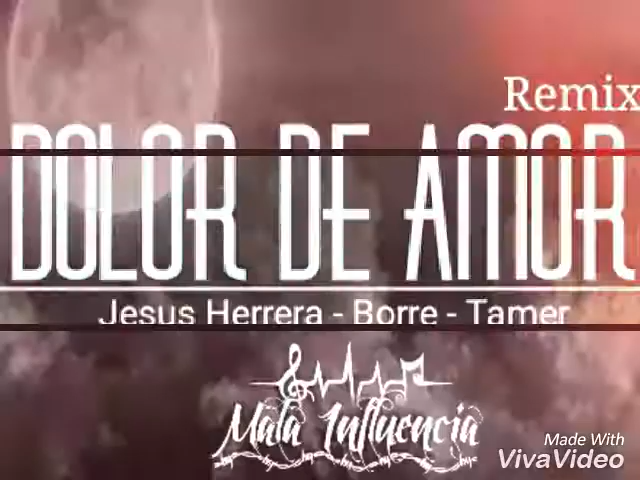 Remix
DOLOR DE AMOR
Jesus Herrera - Borre - Tamer
Mala Influencia
Made With
VivaVideo